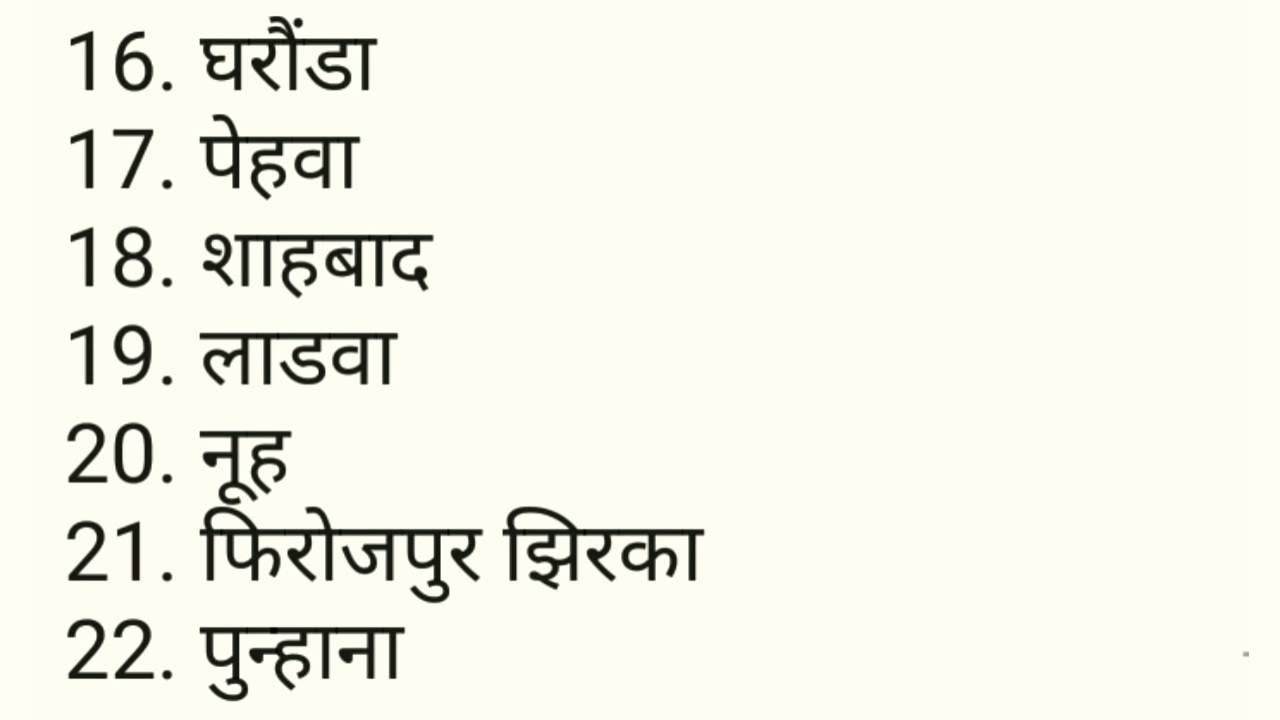 16. घरौंडा
17. पेहवा
18. शाहबाद
19. लाडवा
20. नूह
21. फिरोजपुर झिरका
22. पुन्हाना